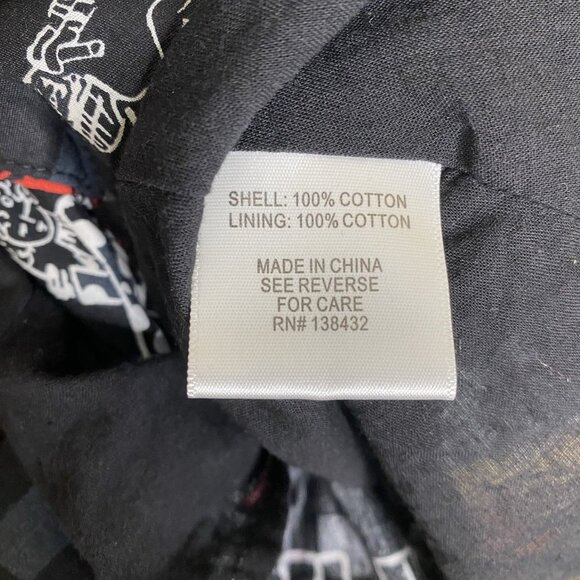 SHELL: 100% COTTON
LINING: 100% COTTON
MADE IN CHINA
SEE REVERSE
FOR CARE
RN# 138432